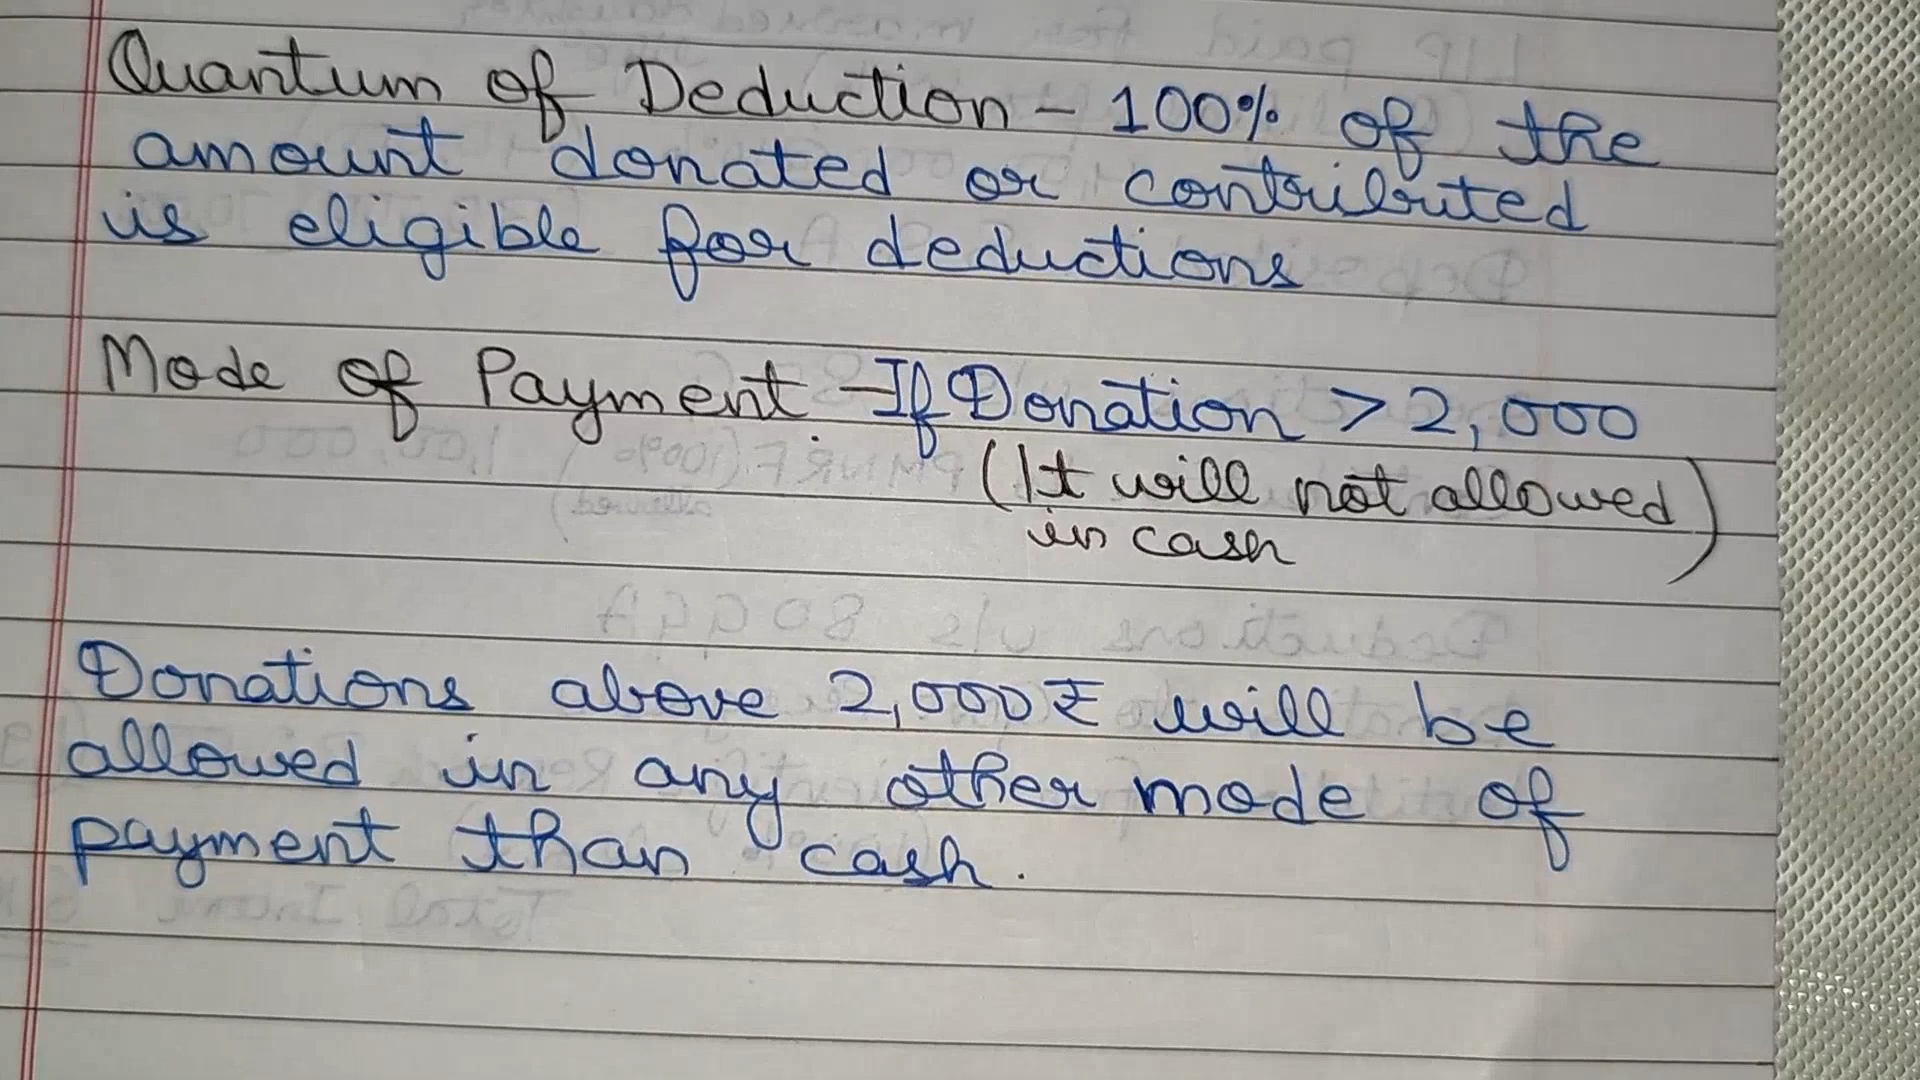 Quantum of Deduction - 100% of the
amount donated or contributed
is eligible for deductions
Mode of Payment - If Donation > 2,000
(It will not allowed)
in cash
Donations above 2,000 ₹ will be
allowed in any other mode of
payment than cash.